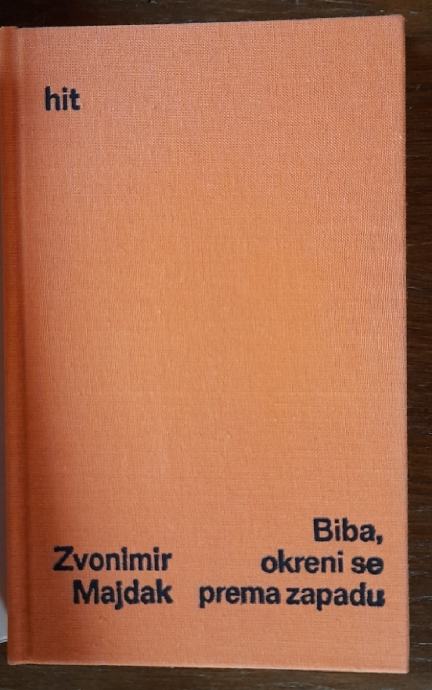 hit
Zvonimir
Majdak
Biba,
okreni se
prema zapadu